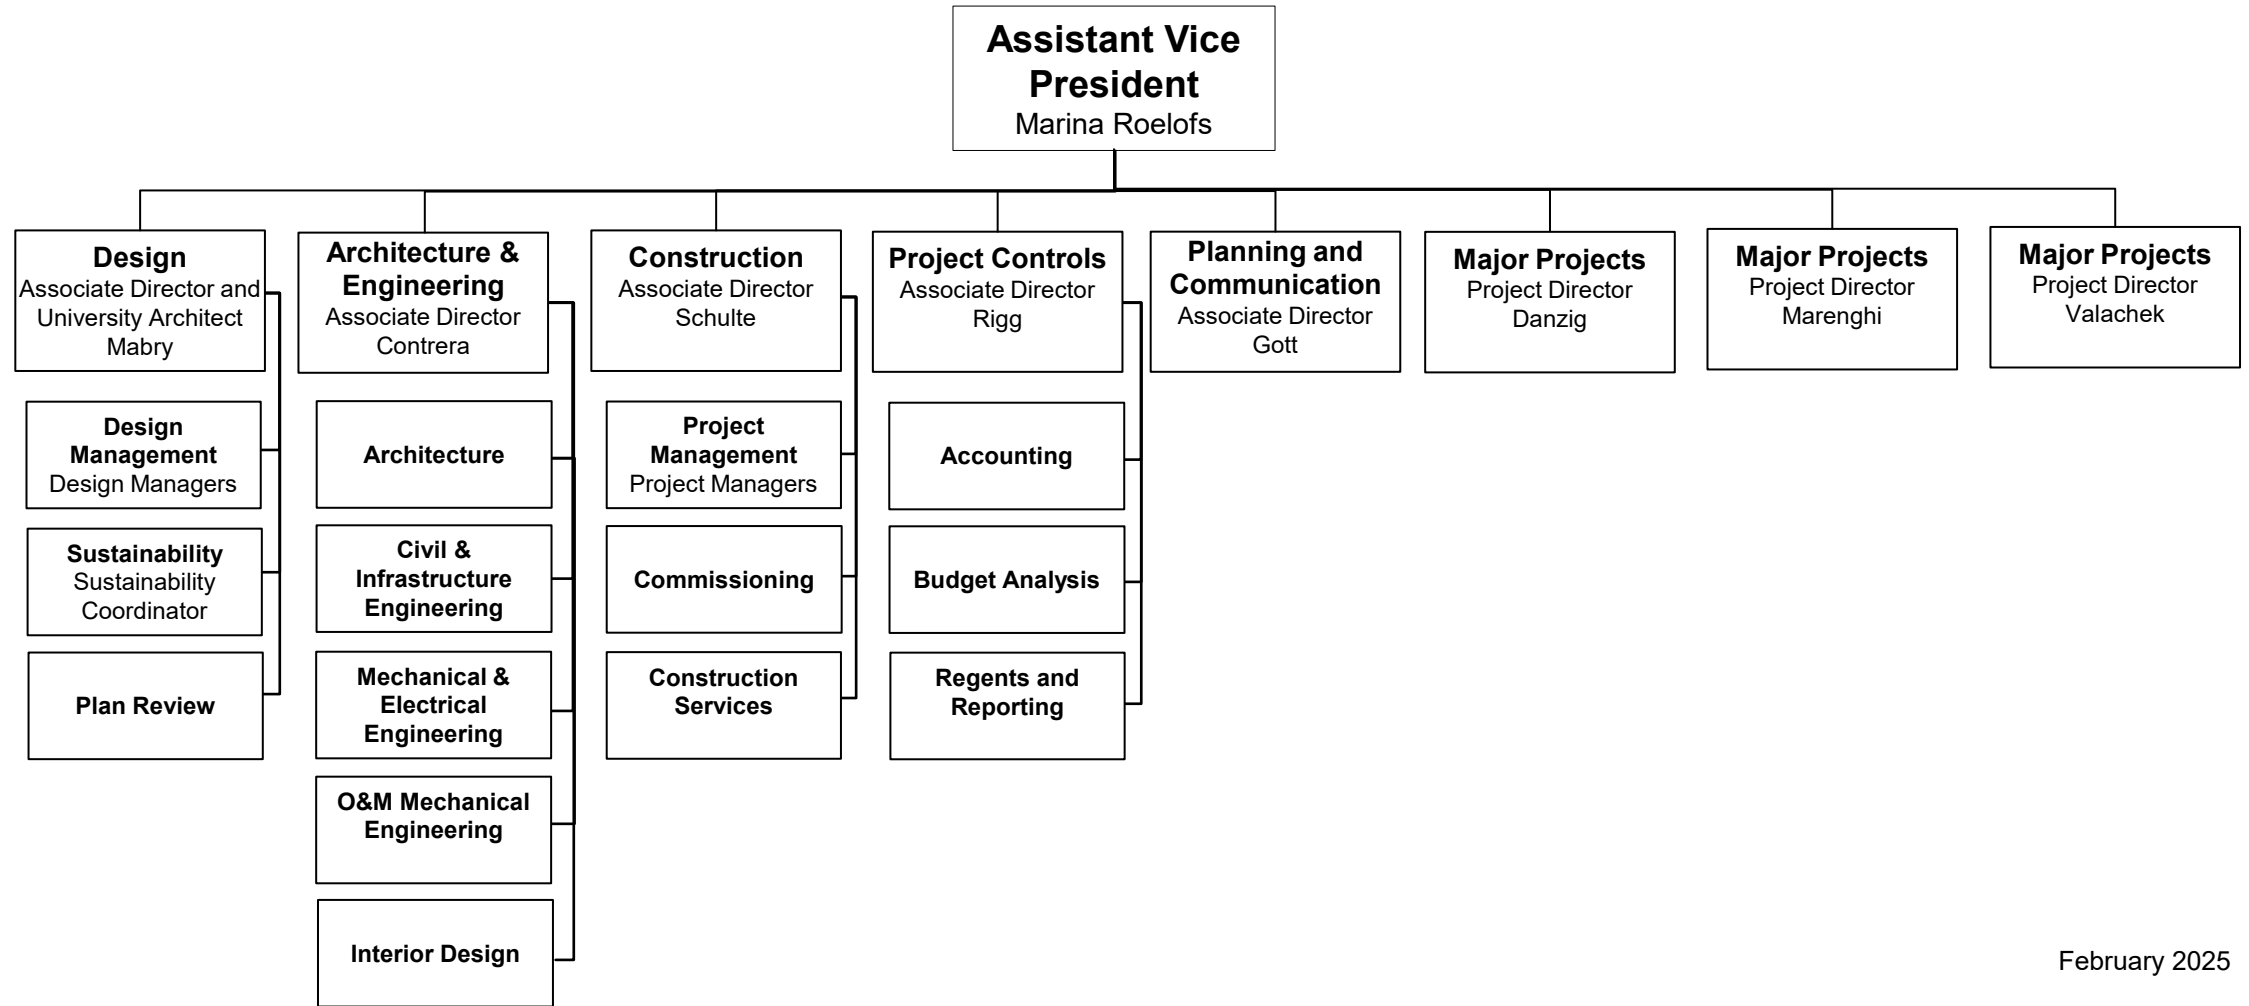 Assistant Vice
President
Marina Roelofs
Design
Associate Director and
University Architect
Mabry
Architecture &
Engineering
Associate Director
Contrera
Construction
Associate Director
Schulte
Project Controls
Associate Director
Rigg
Planning and
Communication
Associate Director
Gott
Major Projects
Project Director
Danzig
Major Projects
Project Director
Marenghi
Major Projects
Project Director
Valachek
Design
Management
Design Managers
Sustainability
Sustainability
Coordinator
Plan Review
Architecture
Civil &
Infrastructure
Engineering
Mechanical &
Electrical
Engineering
O&M Mechanical
Engineering
Interior Design
Project
Management
Project Managers
Commissioning
Construction
Services
Accounting
Budget Analysis
Regents and
Reporting
February 2025